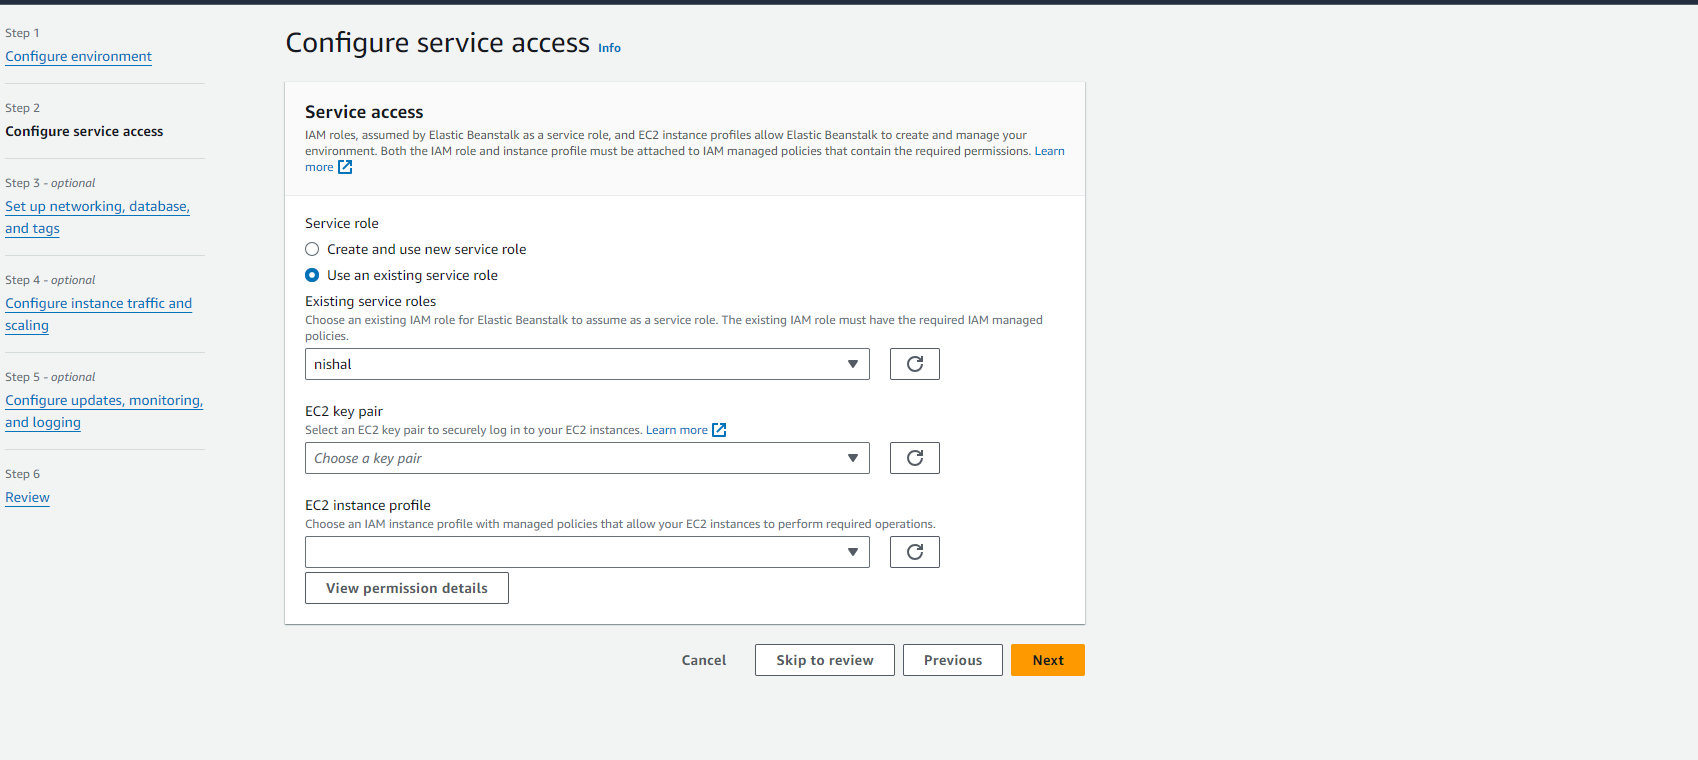 Step 1
Configure environment
Step 2
Configure service access
Step 3 - optional
Set up networking, database,
and tags
Step 4 - optional
Configure instance traffic and
scaling
Step 5 - optional
Configure updates, monitoring,
and logging
Step 6
Review
Configure service access Info
Service access
IAM roles, assumed by Elastic Beanstalk as a service role, and EC2 instance profiles allow Elastic Beanstalk to create and manage your
environment. Both the IAM role and instance profile must be attached to IAM managed policies that contain the required permissions. Learn
more
Service role
Create and use new service role
Use an existing service role
Existing service roles
Choose an existing IAM role for Elastic Beanstalk to assume as a service role. The existing IAM role must have the required IAM managed
policies.
nishal
EC2 key pair
Select an EC2 key pair to securely log in to your EC2 instances. Learn more
Choose a key pair
EC2 instance profile
Choose an IAM instance profile with managed policies that allow your EC2 instances to perform required operations.
View permission details
Cancel Skip to review Previous Next